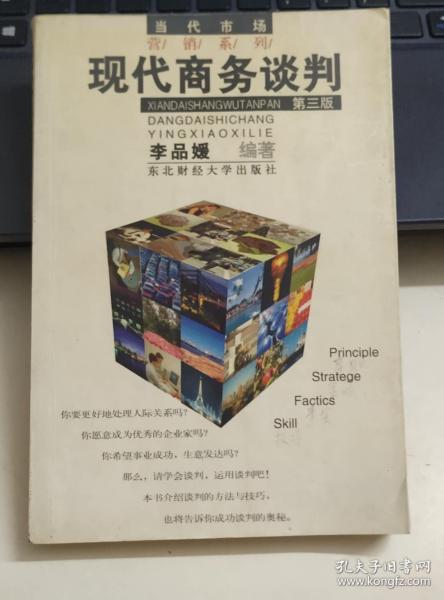 当代市场
营/销/系/列/
现代商务谈判
XIANDAISHANGWUTANPAN 第三版
DANGDAISHICHANG
YINGXIAOXILIE
李品媛 编著
东北财经大学出版社
Principle
Stratege
Factics
Skill
你要更好地处理人际关系吗?
你愿意成为优秀的企业家吗?
你希望事业成功、生意发达吗?
那么,请学会谈判,运用谈判吧!
本书介绍谈判的方法与技巧,
也将告诉你成功谈判的奥秘。
孔夫子旧书网
www.kongfz.com